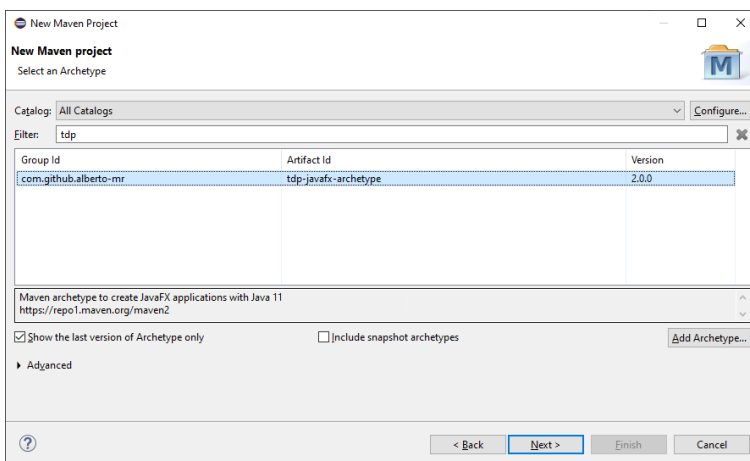 New Maven Project
New Maven project
Select an Archetype
M
Catalog: All Catalogs Configure...
Filter: tdp
Group Id Artifact Id Version
com.github.alberto-mr tdp-javafx-archetype 2.0.0
Maven archetype to create JavaFX applications with Java 11
https://repo1.maven.org/maven2
Show the last version of Archetype only Include snapshot archetypes Add Archetype...
Advanced
? < Back Next > Finish Cancel